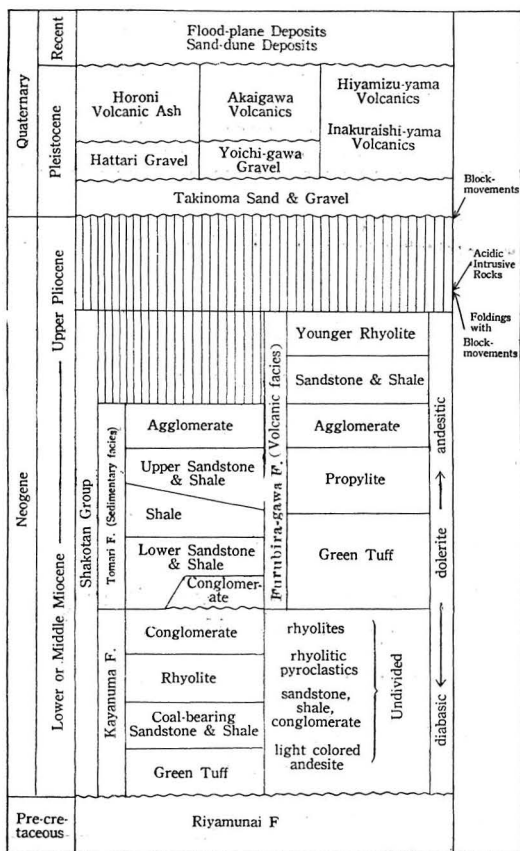 Quaternary
Recent
Flood-plane Deposits
Sand-dune Deposits
Pleistocene
Horoni
Volcanic Ash
Akaigawa
Volcanics
Hiyamizu-yama
Volcanics
Inakuraishi-yama
Volcanics
Hattari Gravel
Yoichi-gawa
Gravel
Takinoma Sand & Gravel
Block-
movements
Acidic
Intrusive
Rocks
Foldings
with
Block-
movements
Neogene
Lower or Middle Miocene
Upper Pliocene
Shakotan Group
Tomari F. (Sedimentary facies)
Agglomerate
Upper Sandstone
& Shale
Shale
Lower Sandstone
& Shale
Conglomer-
ate
Furubira-gawa F. (Volcanic facies)
Younger Rhyolite
Sandstone & Shale
Agglomerate
Propylite
Green Tuff
andesitic
dolerite
diabasic
Kayanuma F.
Conglomerate
Rhyolite
Coal-bearing
Sandstone & Shale
Green Tuff
rhyolites
rhyolitic
pyroclastics
sandstone,
shale,
conglomerate
light colored
andesite
Undivided
Pre-cre-
taceous
Riyamunai F